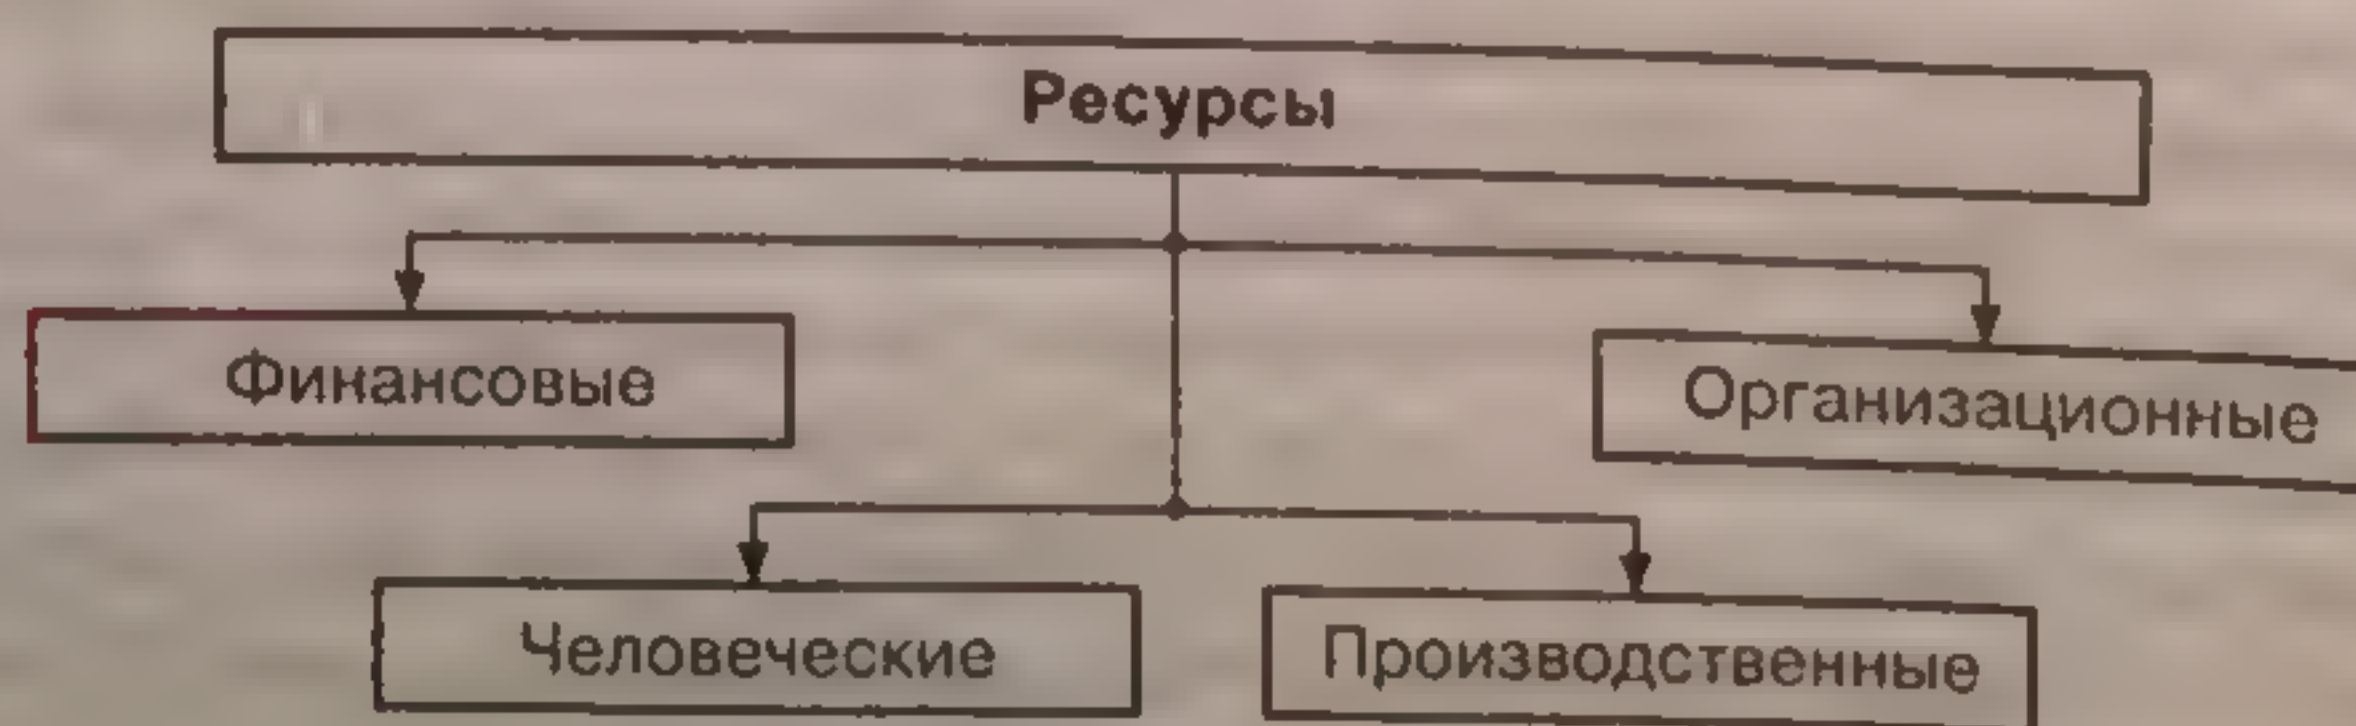 Ресурсы
Финансовые
Организационные
Человеческие
Производственные